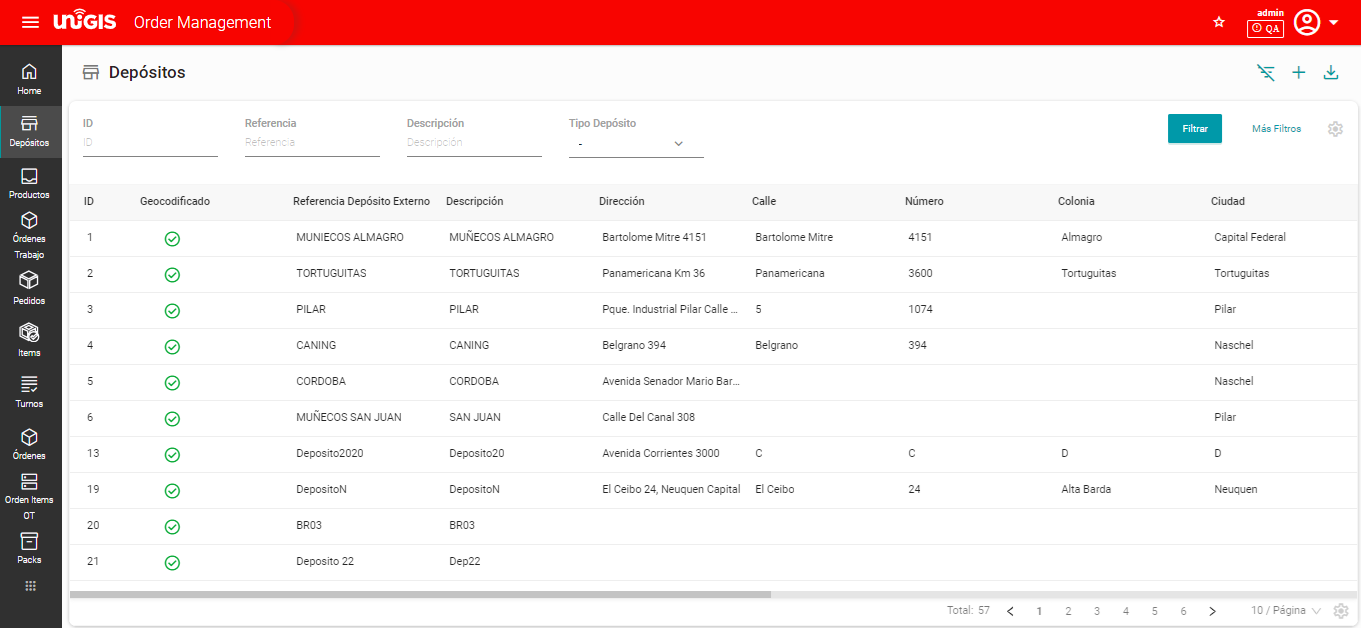 UNIGIS Order Management
admin
QA
Home
Depósitos
Productos
Órdenes
Trabajo
Pedidos
Items
Turnos
Órdenes
Orden Items
OT
Packs
Depósitos
ID Referencia Descripción Tipo Depósito
ID Referencia Descripción - Filtrar Más Filtros
ID Geocodificado Referencia Depósito Externo Descripción Dirección Calle Número Colonia Ciudad
1 MUNIECOS ALMAGRO MUÑECOS ALMAGRO Bartolome Mitre 4151 Bartolome Mitre 4151 Almagro Capital Federal
2 TORTUGUITAS TORTUGUITAS Panamericana Km 36 Panamericana 3600 Tortuguitas Tortuguitas
3 PILAR PILAR Pque. Industrial Pilar Calle ... 5 1074 Pilar
4 CANING CANING Belgrano 394 Belgrano 394 Naschel
5 CORDOBA CORDOBA Avenida Senador Mario Bar... Naschel
6 MUÑECOS SAN JUAN SAN JUAN Calle Del Canal 308 Pilar
13 Deposito2020 Deposito20 Avenida Corrientes 3000 C C D D
19 DepositoN DepositoN El Ceibo 24, Neuquen Capital El Ceibo 24 Alta Barda Neuquen
20 BR03 BR03
21 Deposito 22 Dep22
Total: 57 < 1 2 3 4 5 6 > 10 / Página